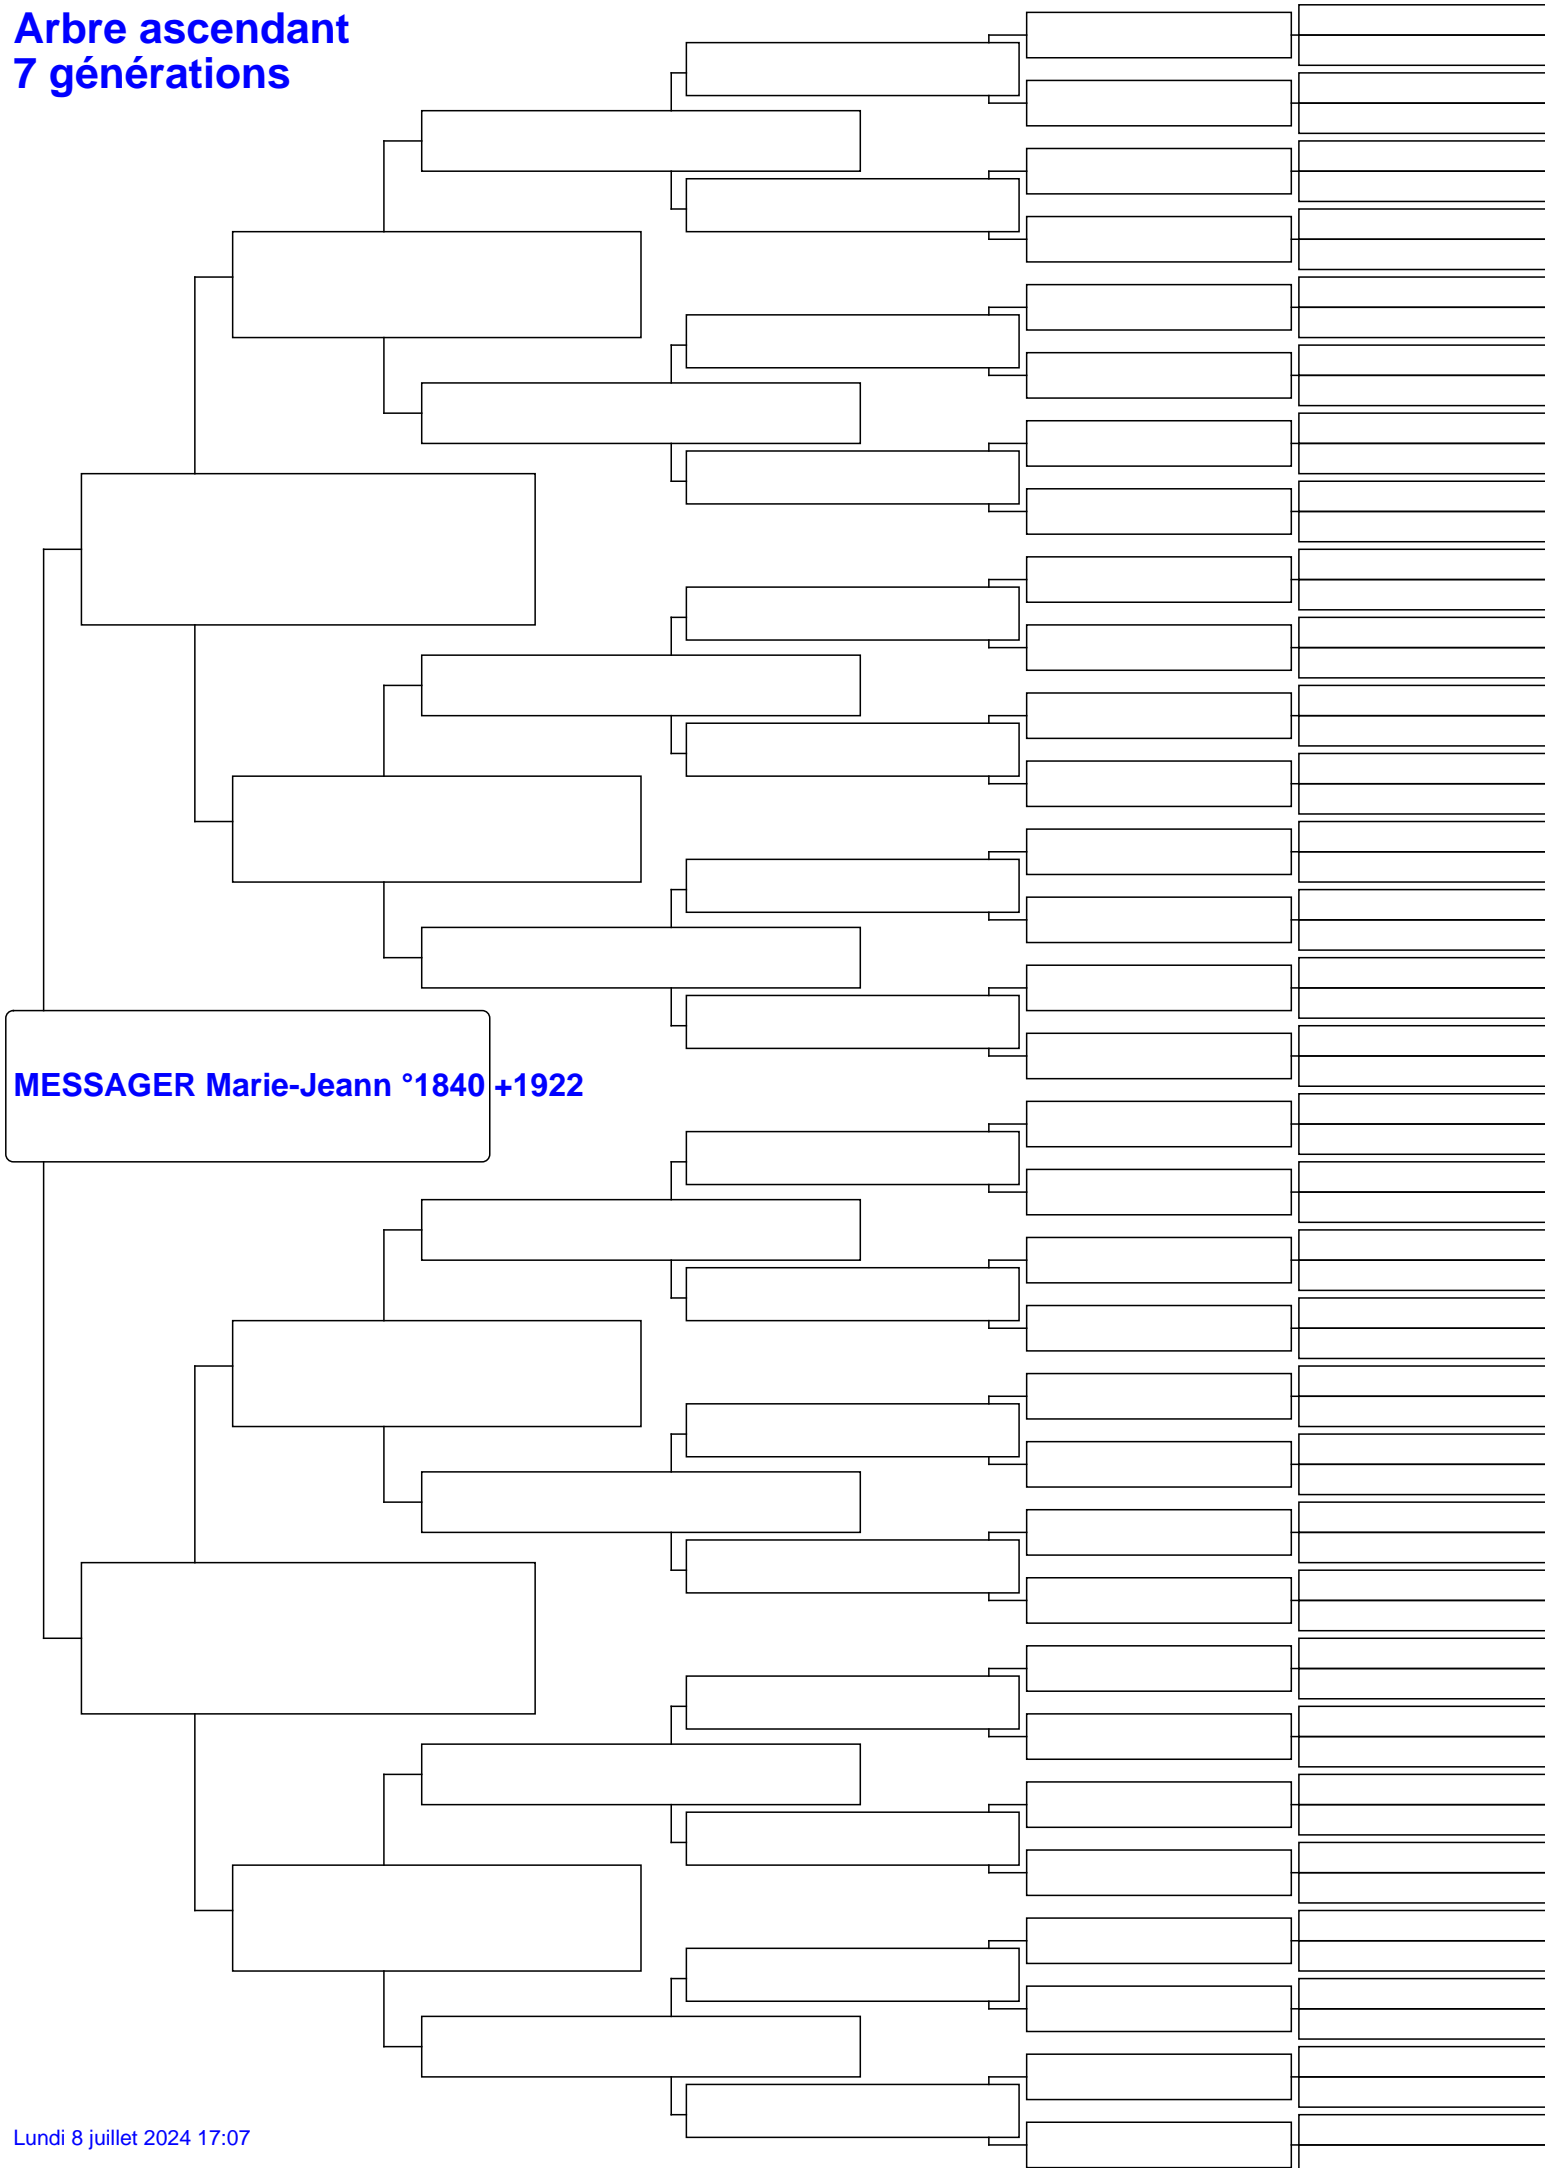 Arbre ascendant
7 générations
MESSAGER Marie-Jeann °1840 +1922
Lundi 8 juillet 2024 17:07